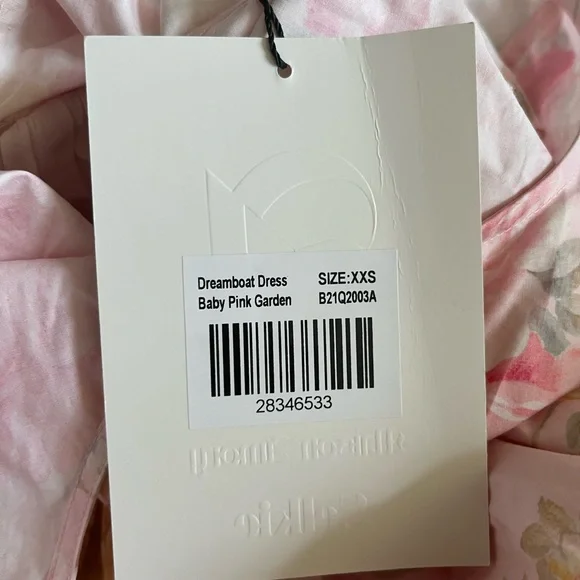 Dreamboat Dress SIZE:XXS
Baby Pink Garden B21Q2003A
28346533